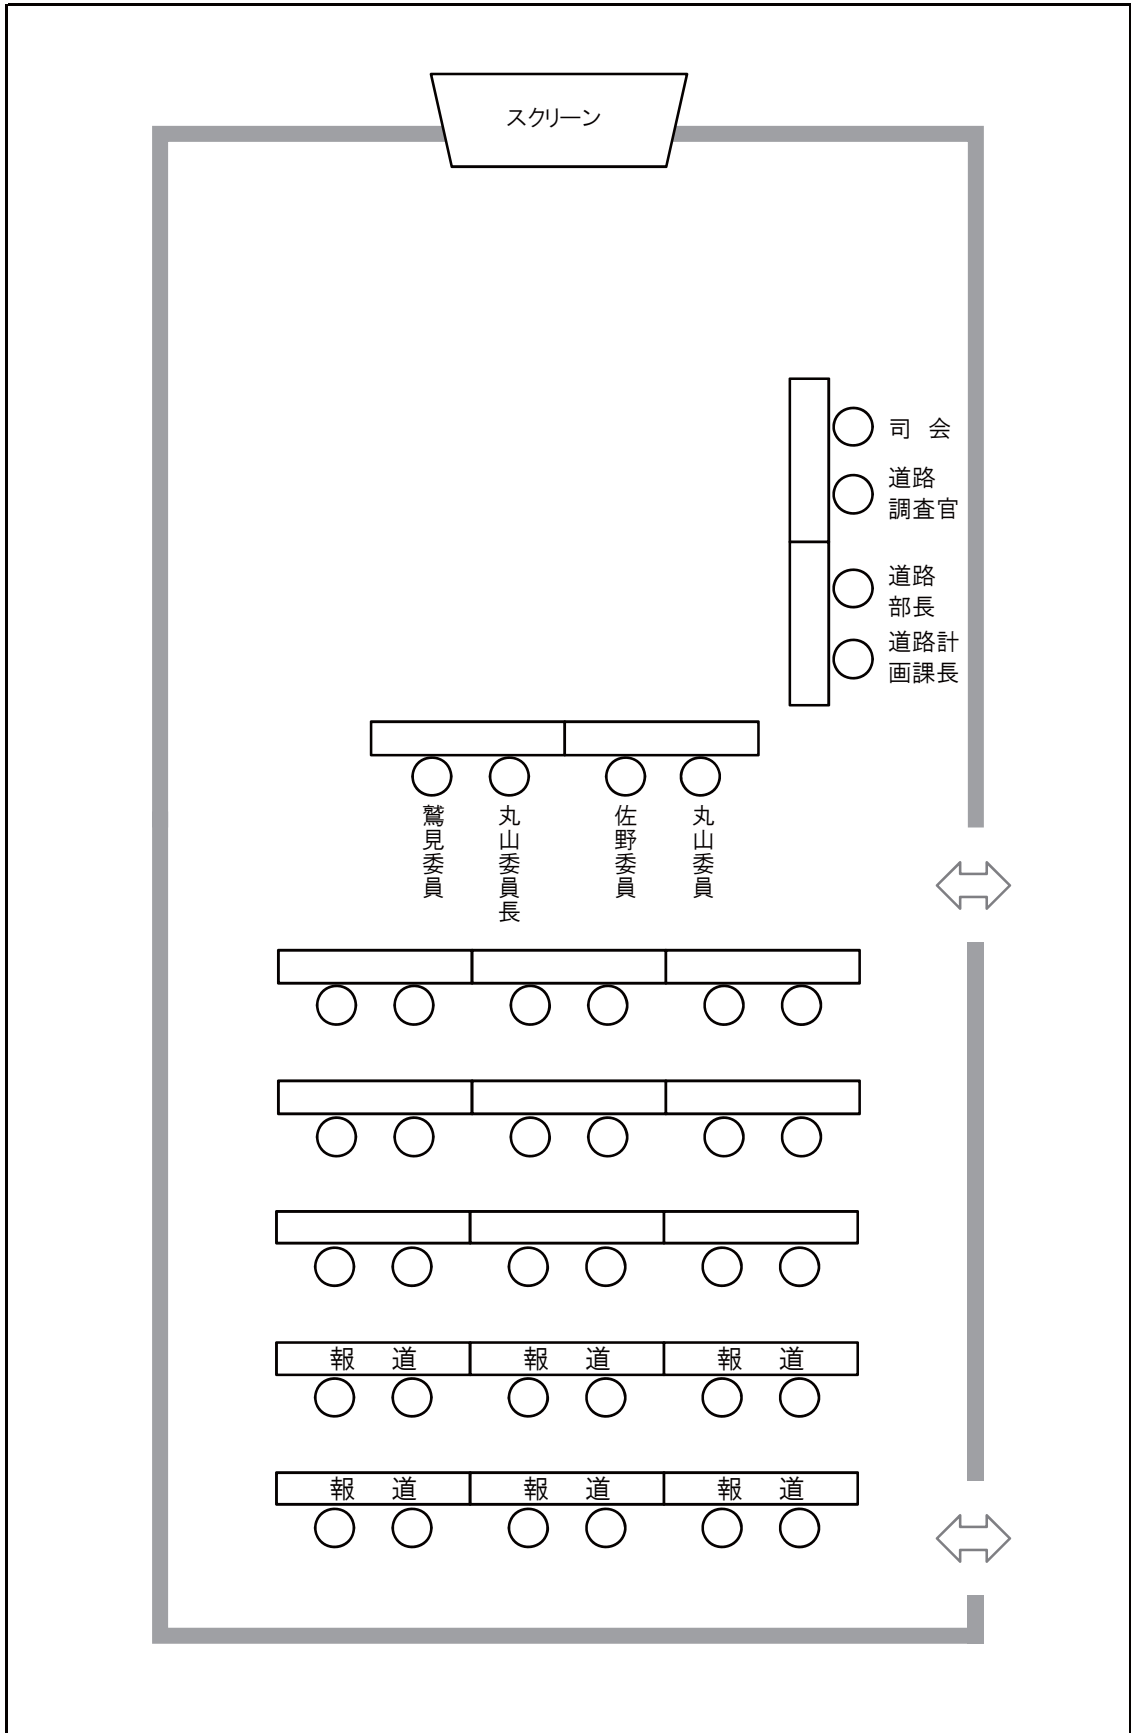 スクリーン
司 会
道路
調査官
道路
部長
道路計
画課長
鷲見委員
丸山委員長
佐野委員
丸山委員
報 道
報 道
報 道
報 道
報 道
報 道